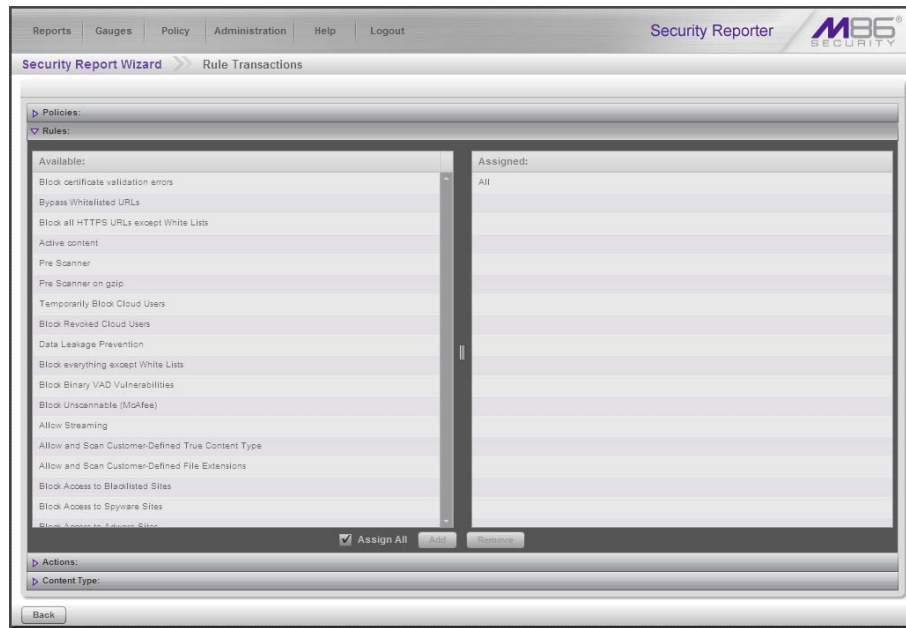 Reports Gauges Policy Administration Help Logout Security Reporter M86® SECURITY
Security Report Wizard Rule Transactions
Policies:
Rules:
Available: Assigned:
Block certificate validation errors All
Bypass Whitelisted URLs
Block all HTTPS URLs except White Lists
Active content
Pre Scanner
Pre Scanner on gzip
Temporarily Block Cloud Users
Block Revoked Cloud Users
Data Leakage Prevention
Block everything except White Lists
Block Binary VAD Vulnerabilities
Block Unscannable (McAfee)
Allow Streaming
Allow and Scan Customer-Defined True Content Type
Allow and Scan Customer-Defined File Extensions
Block Access to Blacklisted Sites
Block Access to Spyware Sites
Block Access to Adware Sites
Assign All Add Remove
Actions:
Content Type:
Back